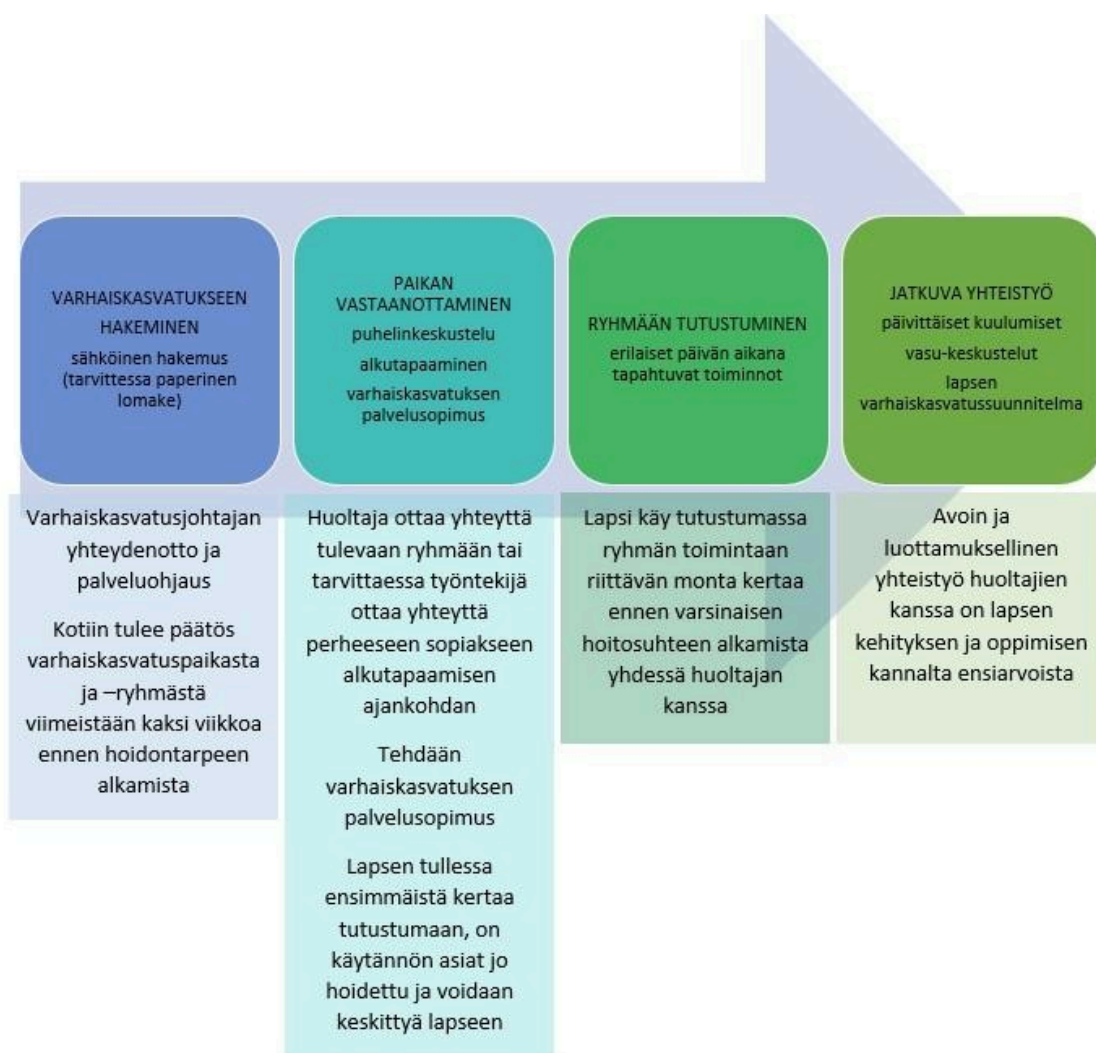 VARHAISKASVATUKSEEN
HAKEMINEN
sähköinen hakemus
(tarvittessa paperinen
lomake)
Varhaiskasvatusjohtajan
yhteydenotto ja
palveluohjaus
Kotiin tulee päätös
varhaiskasvatuspaikasta
ja –ryhmästä
viimeistään kaksi viikkoa
ennen hoidontarpeen
alkamista
PAIKAN
VASTAANOTTAMINEN
puhelinkeskustelu
alkutapaaminen
varhaiskasvatuksen
palvelusopimus
Huoltaja ottaa yhteyttä
tulevaan ryhmään tai
tarvittaessa työntekijä
ottaa yhteyttä
perheeseen sopiakseen
alkutapaamisen
ajankohdan
Tehdään
varhaiskasvatuksen
palvelusopimus
Lapsen tullessa
ensimmäistä kertaa
tutustumaan, on
käytännön asiat jo
hoidettu ja voidaan
keskittyä lapseen
RYHMÄÄN TUTUSTUMINEN
erilaiset päivän aikana
tapahtuvat toiminnot
Lapsi käy tutustumassa
ryhmän toimintaan
riittävän monta kertaa
ennen varsinaisen
hoitosuhteen alkamista
yhdessä huoltajan
kanssa
JATKUVA YHTEISTYÖ
päivittäiset kuulumiset
vasu-keskustelut
lapsen
varhaiskasvatussuunnitelma
Avoin ja
luottamuksellinen
yhteistyö huoltajien
kanssa on lapsen
kehityksen ja oppimisen
kannalta ensiarvoista